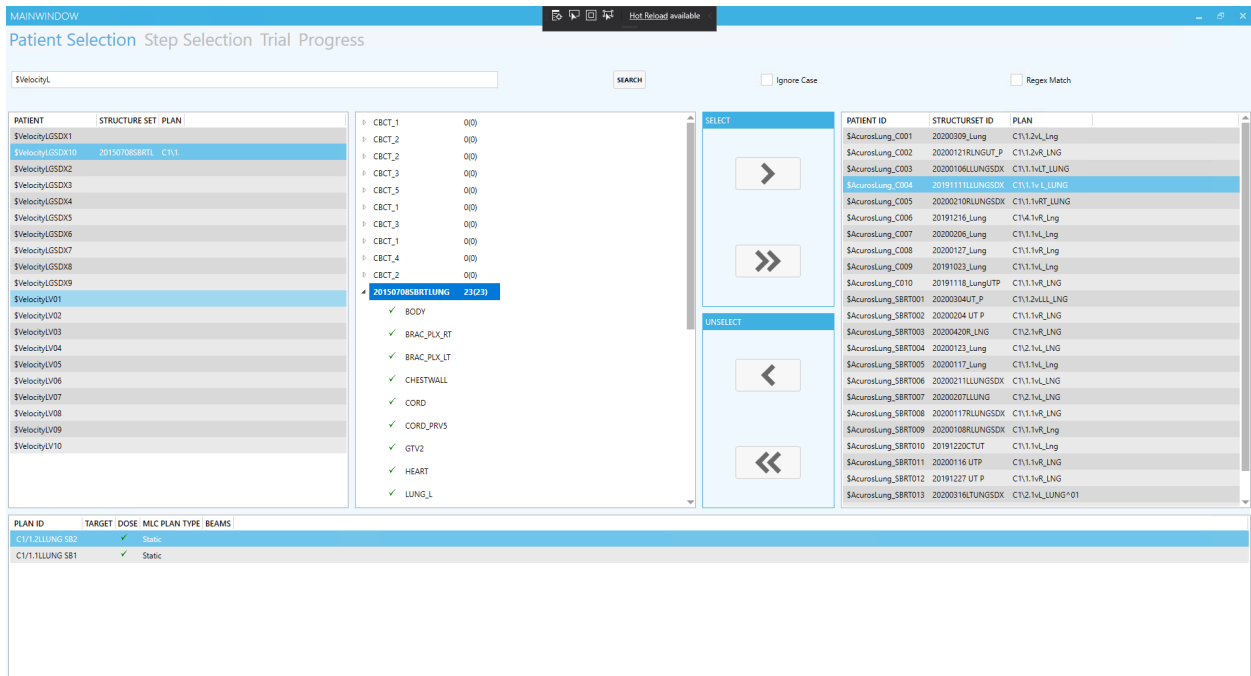 MAINWINDOW
Hot Reload available
Patient Selection Step Selection Trial Progress
$VelocityL
SEARCH
Ignore Case
Regex Match
PATIENT STRUCTURE SET PLAN
$VelocityLGSDX1
$VelocityLGSDX10 20150708SBRTL C1\1.
$VelocityLGSDX2
$VelocityLGSDX3
$VelocityLGSDX4
$VelocityLGSDX5
$VelocityLGSDX6
$VelocityLGSDX7
$VelocityLGSDX8
$VelocityLGSDX9
$VelocityLV01
$VelocityLV02
$VelocityLV03
$VelocityLV04
$VelocityLV05
$VelocityLV06
$VelocityLV07
$VelocityLV08
$VelocityLV09
$VelocityLV10
CBCT_1 0(0)
CBCT_2 0(0)
CBCT_2 0(0)
CBCT_3 0(0)
CBCT_5 0(0)
CBCT_1 0(0)
CBCT_3 0(0)
CBCT_1 0(0)
CBCT_4 0(0)
CBCT_2 0(0)
20150708SBRTLUNG 23(23)
✓ BODY
✓ BRAC_PLX_RT
✓ BRAC_PLX_LT
✓ CHESTWALL
✓ CORD
✓ CORD_PRV5
✓ GTV2
✓ HEART
✓ LUNG_L
SELECT
UNSELECT
PATIENT ID STRUCTURSET ID PLAN
$AcurosLung_C001 20200309_Lung C1\1.2vL_Lng
$AcurosLung_C002 20200121RLNGUT_P C1\1.2vR_LNG
$AcurosLung_C003 20200106LLUNGSDX C1\1.1vLT_LUNG
$AcurosLung_C004 20191111LLUNGSDX C1\1.1v L_LUNG
$AcurosLung_C005 20200210RLUNGSDX C1\1.1vRT_LUNG
$AcurosLung_C006 20191216_Lung C1\4.1vR_Lng
$AcurosLung_C007 20200206_Lung C1\1.1vL_Lng
$AcurosLung_C008 20200127_Lung C1\1.1vR_Lng
$AcurosLung_C009 20191023_Lung C1\1.1vL_Lng
$AcurosLung_C010 20191118_LungUTP C1\1.1vR_Lng
$AcurosLung_SBRT001 20200304UT_P C1\1.2vLLL_LNG
$AcurosLung_SBRT002 20200204 UT P C1\1.1vR_LNG
$AcurosLung_SBRT003 20200420R_LNG C1\2.1vR_LNG
$AcurosLung_SBRT004 20200123_Lung C1\2.1vL_LNG
$AcurosLung_SBRT005 20200117_Lung C1\1.1vL_Lng
$AcurosLung_SBRT006 20200211LLUNGSDX C1\1.1vL_LNG
$AcurosLung_SBRT007 20200207LLUNG C1\2.1vL_LNG
$AcurosLung_SBRT008 20200117RLUNGSDX C1\1.1vR_LNG
$AcurosLung_SBRT009 20200108RLUNGSDX C1\1.1vR_Lng
$AcurosLung_SBRT010 20191220CTUT C1\1.1vL_Lng
$AcurosLung_SBRT011 20200116 UTP C1\1.1vR_LNG
$AcurosLung_SBRT012 20191227 UT P C1\1.1vR_LNG
$AcurosLung_SBRT013 20200316LTUNGSDX C1\2.1vL_LUNG^01
PLAN ID TARGET DOSE MLC PLAN TYPE BEAMS
C1/1.2LLUNG SB2 ✓ Static
C1/1.1LLUNG SB1 ✓ Static